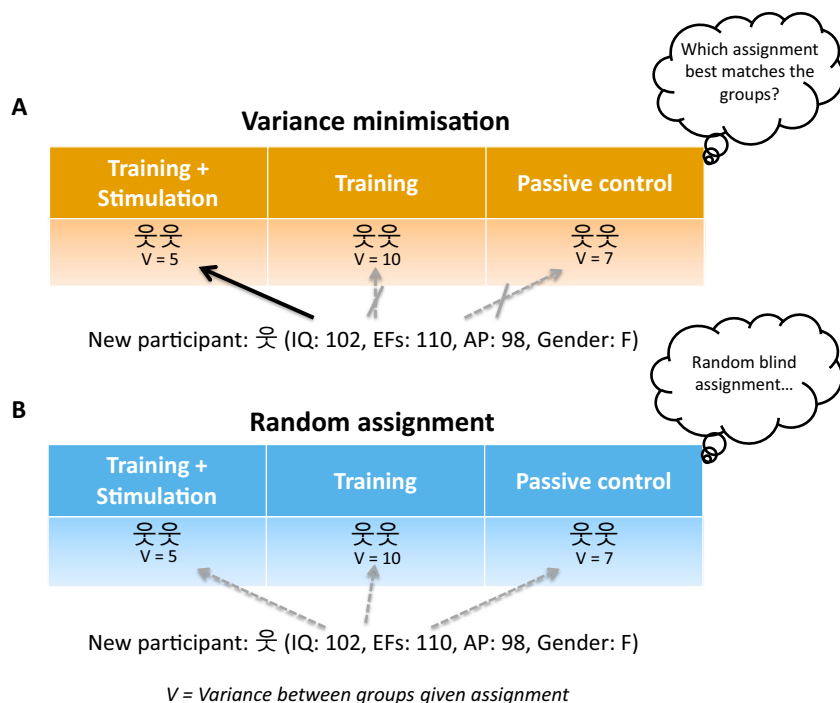 Which assignment
best matches the
groups?
A
Variance minimisation
Training +
Stimulation
Training
Passive control
웃웃
V = 5
웃웃
V = 10
웃웃
V = 7
New participant: 웃 (IQ: 102, EFs: 110, AP: 98, Gender: F)
Random blind
assignment...
B
Random assignment
Training +
Stimulation
Training
Passive control
웃웃
V = 5
웃웃
V = 10
웃웃
V = 7
New participant: 웃 (IQ: 102, EFs: 110, AP: 98, Gender: F)
V = Variance between groups given assignment